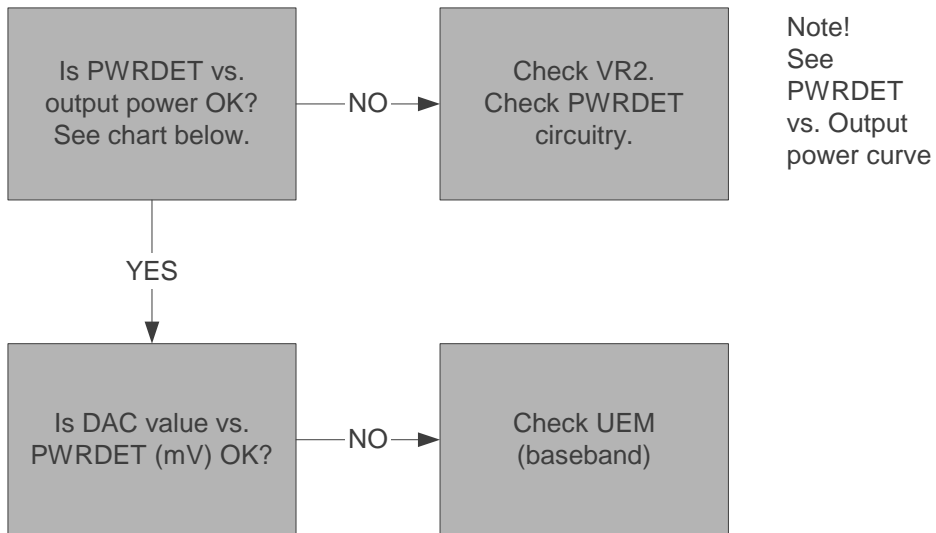 Is PWRDET vs.
output power OK?
See chart below.
NO
Check VR2.
Check PWRDET
circuitry.
Note!
See
PWRDET
vs. Output
power curve
YES
Is DAC value vs.
PWRDET (mV) OK?
NO
Check UEM
(baseband)